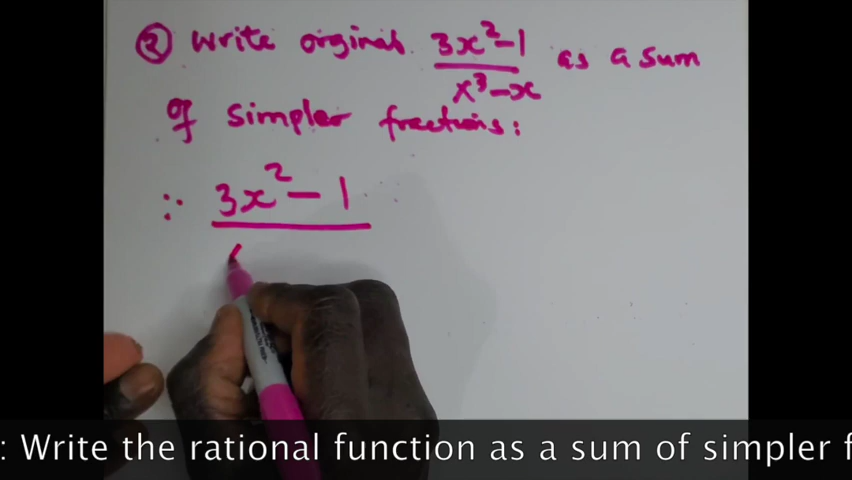 ② Write orginal 3x²-1 as a sum
x³-x
of simpler fractions:
∴ 3x²-1
: Write the rational function as a sum of simpler f